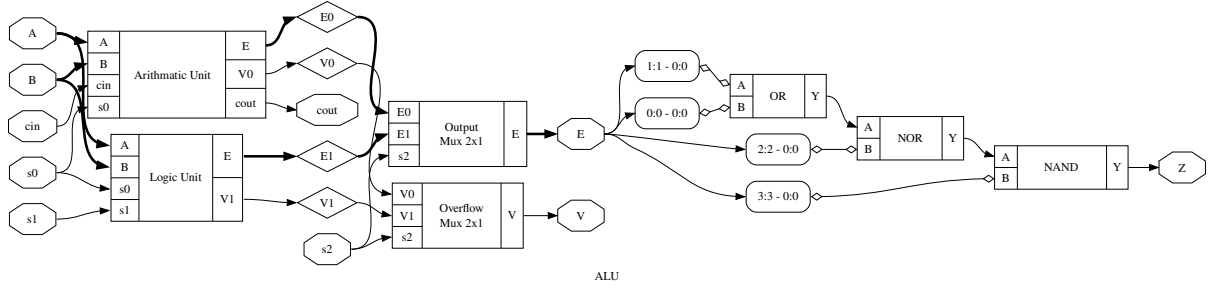 A
B
cin
s0
s1
A
B
cin
s0
Arithmatic Unit
E
V0
cout
A
B
s0
s1
Logic Unit
E
V1
E0
V0
cout
E1
V1
s2
E0
E1
s2
Output
Mux 2x1
E
V0
V1
s2
Overflow
Mux 2x1
V
E
V
1:1 - 0:0
0:0 - 0:0
2:2 - 0:0
3:3 - 0:0
A
B
OR
Y
A
B
NOR
Y
A
B
NAND
Y
Z
ALU